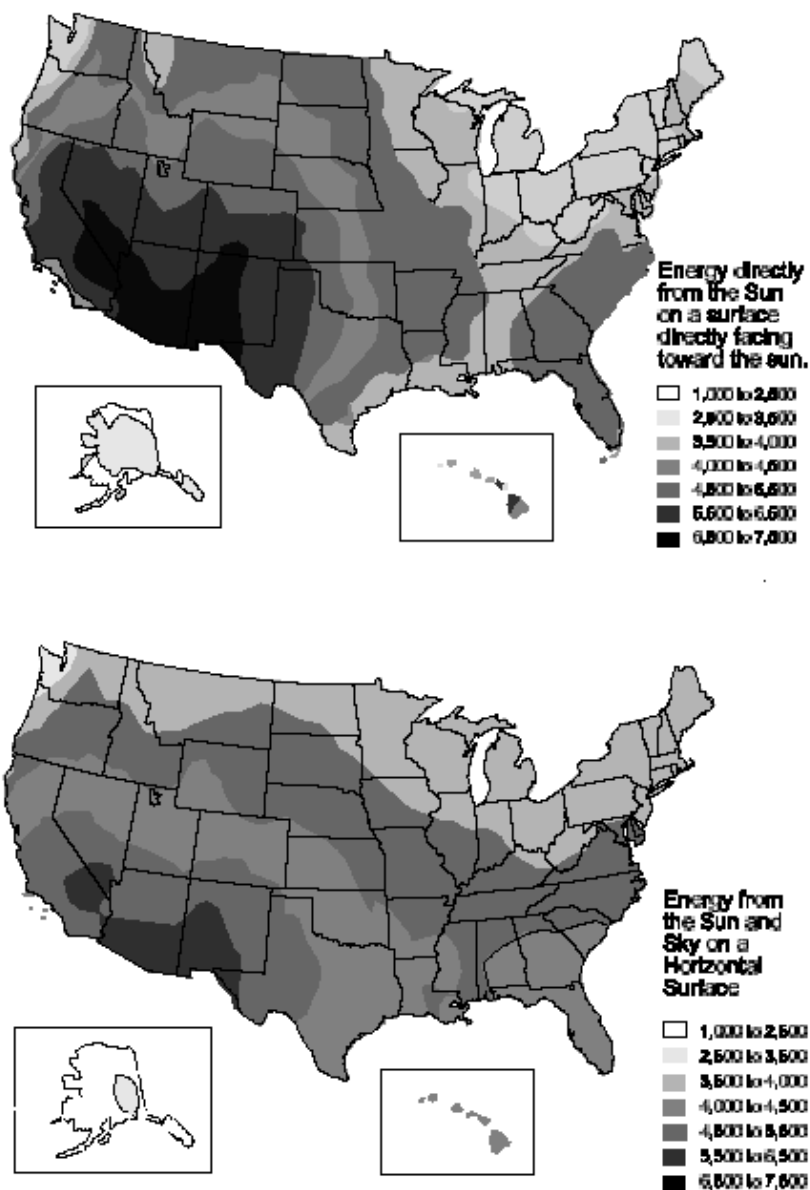 Energy directly
from the Sun
on a surface
directly facing
toward the sun.
1,000 to 2,500
2,500 to 3,500
3,500 to 4,000
4,000 to 4,500
4,500 to 5,500
5,500 to 6,500
6,500 to 7,500
Energy from
the Sun and
Sky on a
Horizontal
Surface
1,000 to 2,500
2,500 to 3,500
3,500 to 4,000
4,000 to 4,500
4,500 to 5,500
5,500 to 6,500
6,500 to 7,500